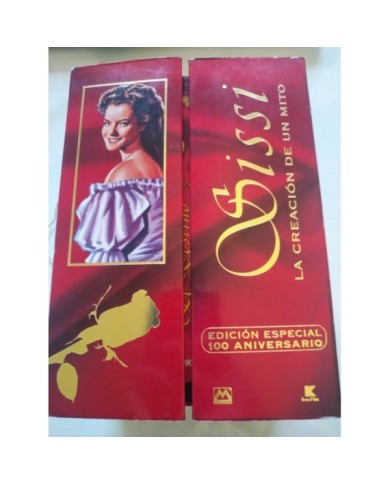 Sissi
LA CREACIÓN DE UN MITO
EDICIÓN ESPECIAL
100 ANIVERSARIO